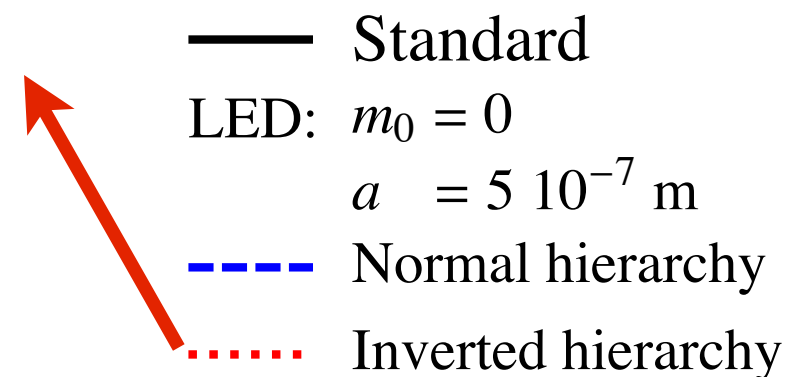 Standard
LED: m₀ = 0
a = 5 10⁻⁷ m
Normal hierarchy
Inverted hierarchy